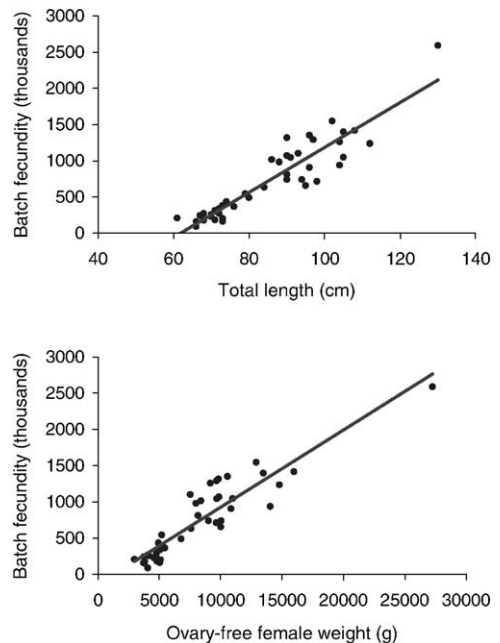 Batch fecundity (thousands)
3000
2500
2000
1500
1000
500
0
40 60 80 100 120 140
Total length (cm)
Batch fecundity (thousands)
3000
2500
2000
1500
1000
500
0
0 5000 10000 15000 20000 25000 30000
Ovary-free female weight (g)